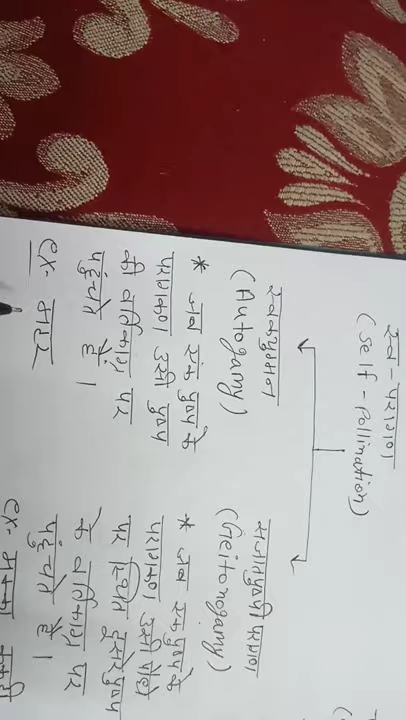 स्व-परागण
(Self-Pollination)
स्वकयुग्मन
(Autogamy)
* जब एक पुष्प के
परागकण उसी पुष्प
की वर्तिकाग्र पर
पहुंचते है।
ex- मटर
सजातपुष्पी परागण
(Geitonogamy)
* जब एक पुष्प के
परागकण उसी पौधे
पर स्थित दूसरे पुष्प
के वर्तिकाग्र पर
पहुंचते है।
ex- मक्का